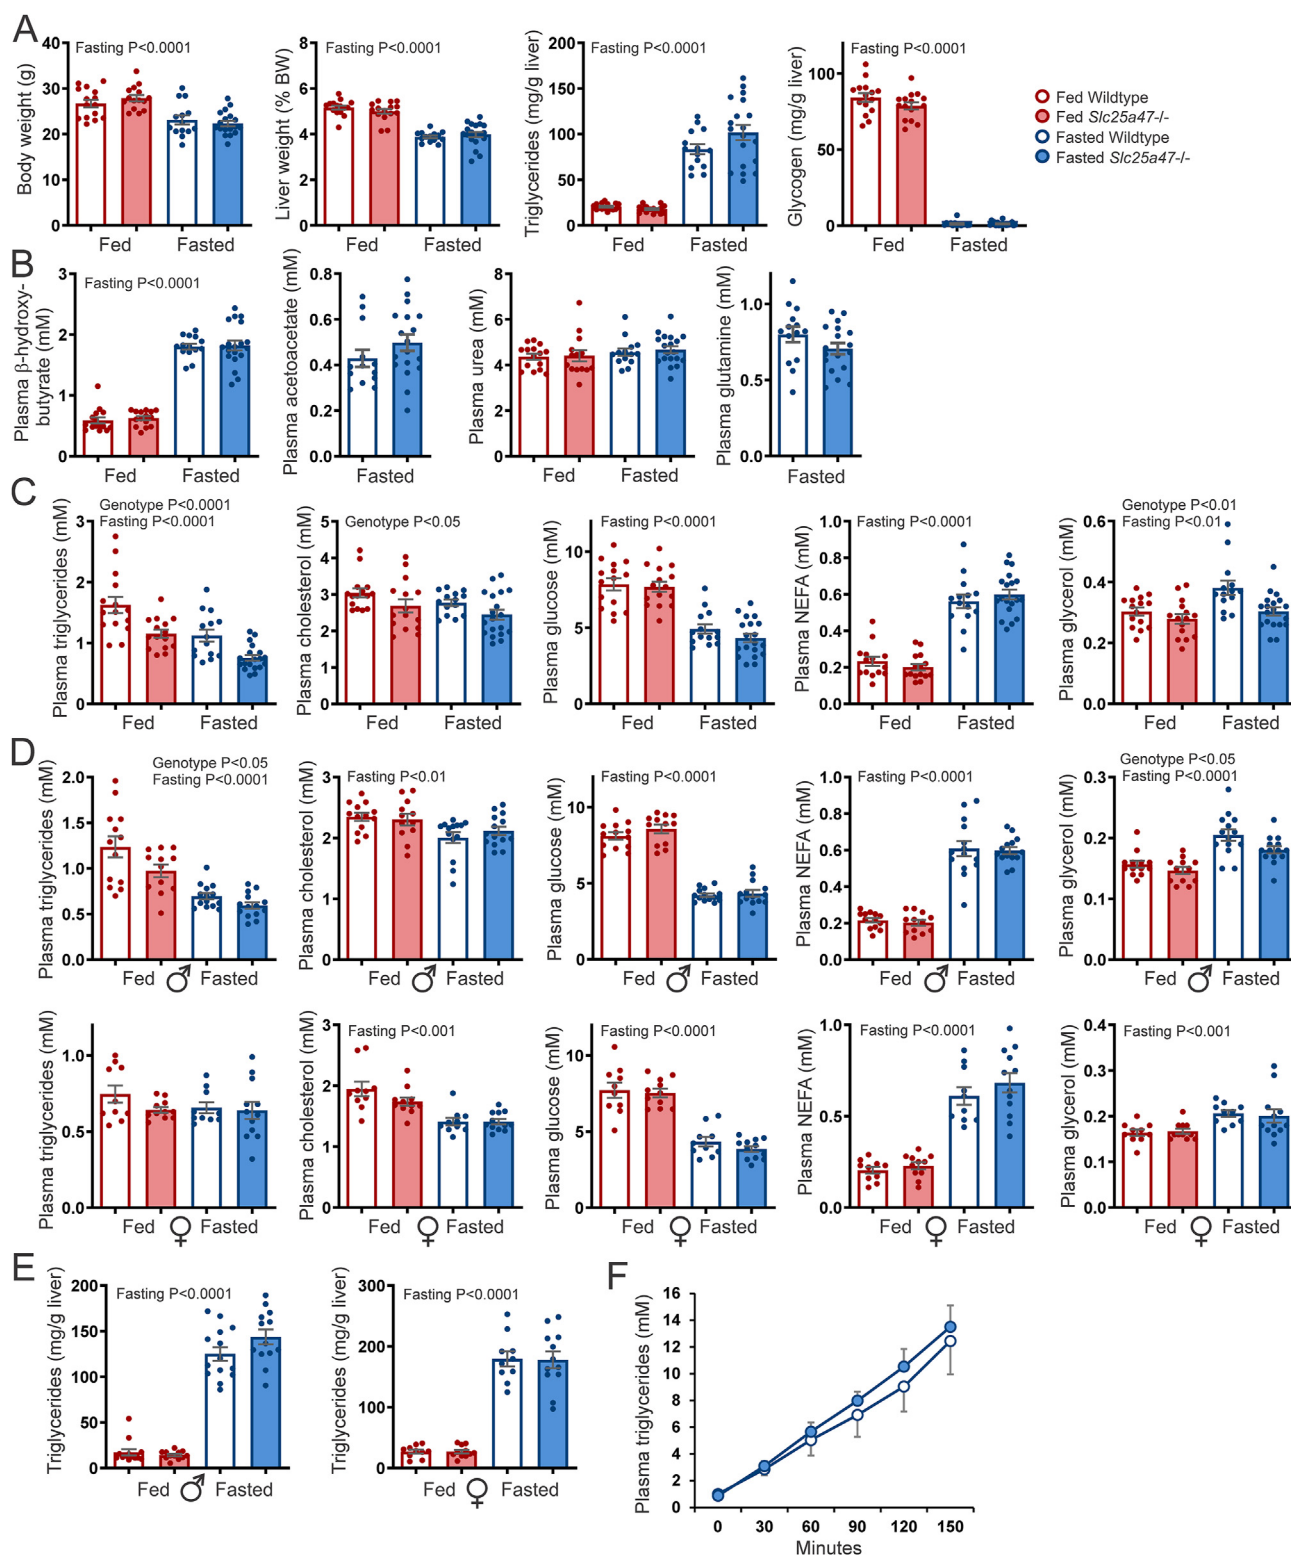 A
Body weight (g)
40
30
20
10
0
Fasting P<0.0001
Fed
Fasted
Liver weight (% BW)
8
6
4
2
0
Fasting P<0.0001
Fed
Fasted
Triglycerides (mg/g liver)
200
150
100
50
0
Fasting P<0.0001
Fed
Fasted
Glycogen (mg/g liver)
100
50
0
Fasting P<0.0001
Fed
Fasted
Fed Wildtype
Fed Slc25a47-/-
Fasted Wildtype
Fasted Slc25a47-/-
B
Plasma β-hydroxy-
butyrate (mM)
3
2
1
0
Fasting P<0.0001
Fed
Fasted
Plasma acetoacetate (mM)
0.8
0.6
0.4
0.2
0.0
Fasted
Plasma urea (mM)
8
6
4
2
0
Fed
Fasted
Plasma glutamine (mM)
1.0
0.5
0.0
Fasted
C
Plasma triglycerides (mM)
3
2
1
0
Genotype P<0.0001
Fasting P<0.0001
Fed
Fasted
Plasma cholesterol (mM)
5
4
3
2
1
0
Genotype P<0.05
Fed
Fasted
Plasma glucose (mM)
10
5
0
Fasting P<0.0001
Fed
Fasted
Plasma NEFA (mM)
1.0
0.8
0.6
0.4
0.2
0.0
Fasting P<0.0001
Fed
Fasted
Plasma glycerol (mM)
0.6
0.4
0.2
0.0
Genotype P<0.01
Fasting P<0.01
Fed
Fasted
D
Plasma triglycerides (mM)
2.0
1.5
1.0
0.5
0.0
Genotype P<0.05
Fasting P<0.0001
Fed ♂ Fasted
Plasma cholesterol (mM)
3
2
1
0
Fasting P<0.01
Fed ♂ Fasted
Plasma glucose (mM)
10
5
0
Fasting P<0.0001
Fed ♂ Fasted
Plasma NEFA (mM)
1.0
0.8
0.6
0.4
0.2
0.0
Fasting P<0.0001
Fed ♂ Fasted
Plasma glycerol (mM)
0.3
0.2
0.1
0.0
Genotype P<0.05
Fasting P<0.0001
Fed ♂ Fasted
Plasma triglycerides (mM)
1.0
0.5
0.0
Fed ♀ Fasted
Plasma cholesterol (mM)
3
2
1
0
Fasting P<0.001
Fed ♀ Fasted
Plasma glucose (mM)
10
5
0
Fasting P<0.0001
Fed ♀ Fasted
Plasma NEFA (mM)
1.0
0.5
0.0
Fasting P<0.0001
Fed ♀ Fasted
Plasma glycerol (mM)
0.4
0.3
0.2
0.1
0.0
Fasting P<0.001
Fed ♀ Fasted
E
Triglycerides (mg/g liver)
200
150
100
50
0
Fasting P<0.0001
Fed ♂ Fasted
Triglycerides (mg/g liver)
300
200
100
0
Fasting P<0.0001
Fed ♀ Fasted
F
Plasma triglycerides (mM)
16
14
12
10
8
6
4
2
0
0 30 60 90 120 150
Minutes